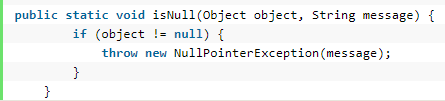 public static void isNull(Object object, String message) {
if (object != null) {
throw new NullPointerException(message);
}
}